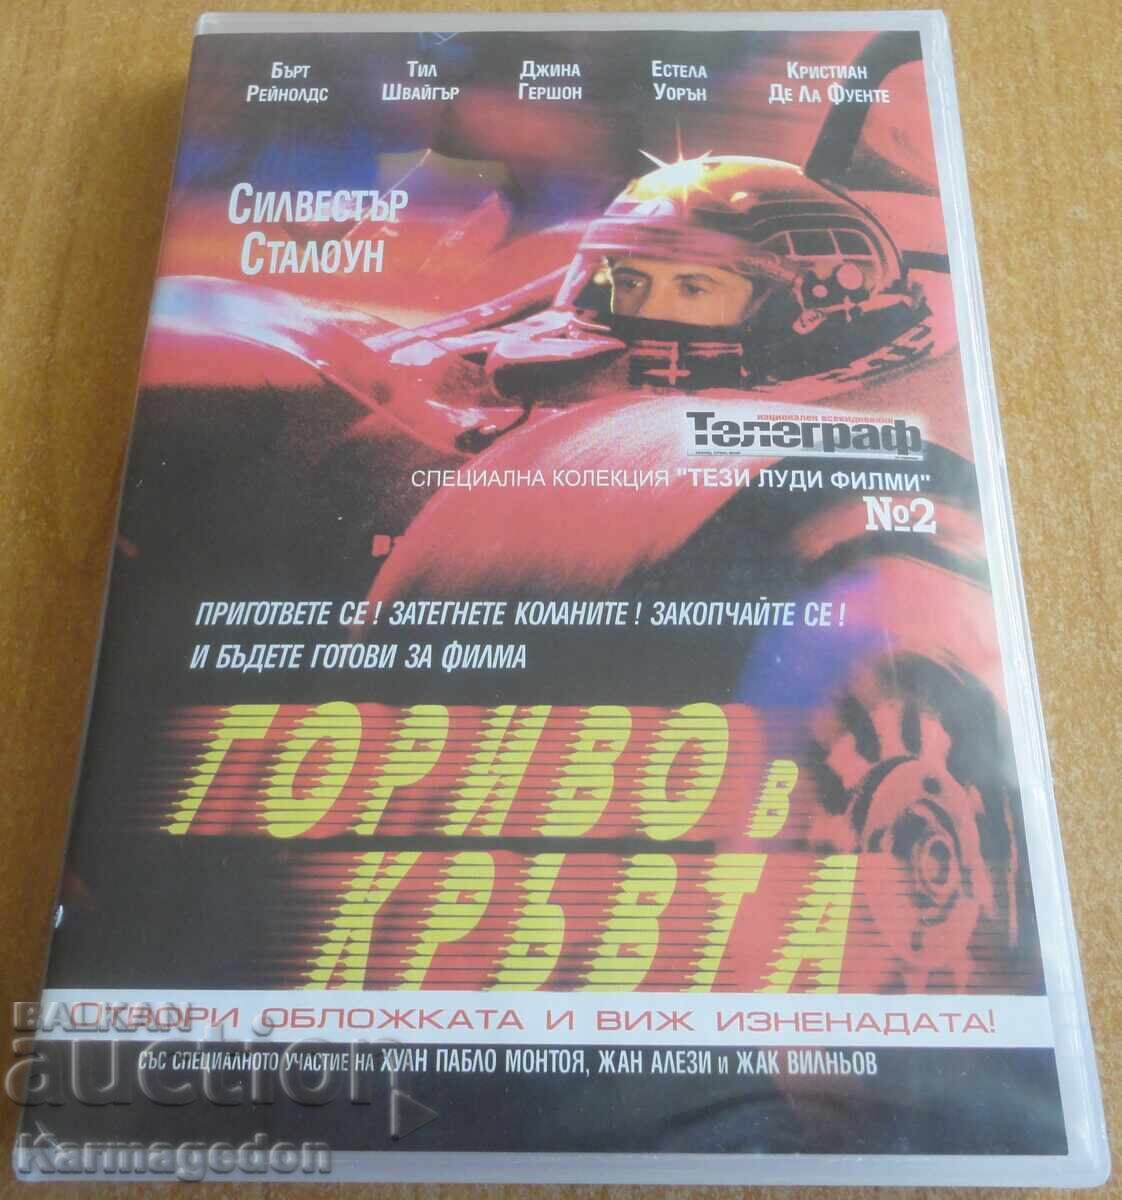 Бърт Рейнолдс
Тил Швайгър
Джина Гершон
Естела Уорън
Кристиан Де Ла Фуенте
Силвестър
Сталоун
национален всекидневник
Телеграф
СПЕЦИАЛНА КОЛЕКЦИЯ "ТЕЗИ ЛУДИ ФИЛМИ"
№2
ПРИГОТВЕТЕ СЕ! ЗАТЕГНЕТЕ КОЛАНИТЕ! ЗАКОПЧАЙТЕ СЕ!
И БЪДЕТЕ ГОТОВИ ЗА ФИЛМА
ГОРИВО В
КРЪВТА
ОТВОРИ ОБЛОЖКАТА И ВИЖ ИЗНЕНАДАТА!
СЪС СПЕЦИАЛНОТО УЧАСТИЕ НА ХУАН ПАБЛО МОНТОЯ, ЖАН АЛЕЗИ И ЖАК ВИЛНЬОВ
BALKAN
auction
Karmagedon